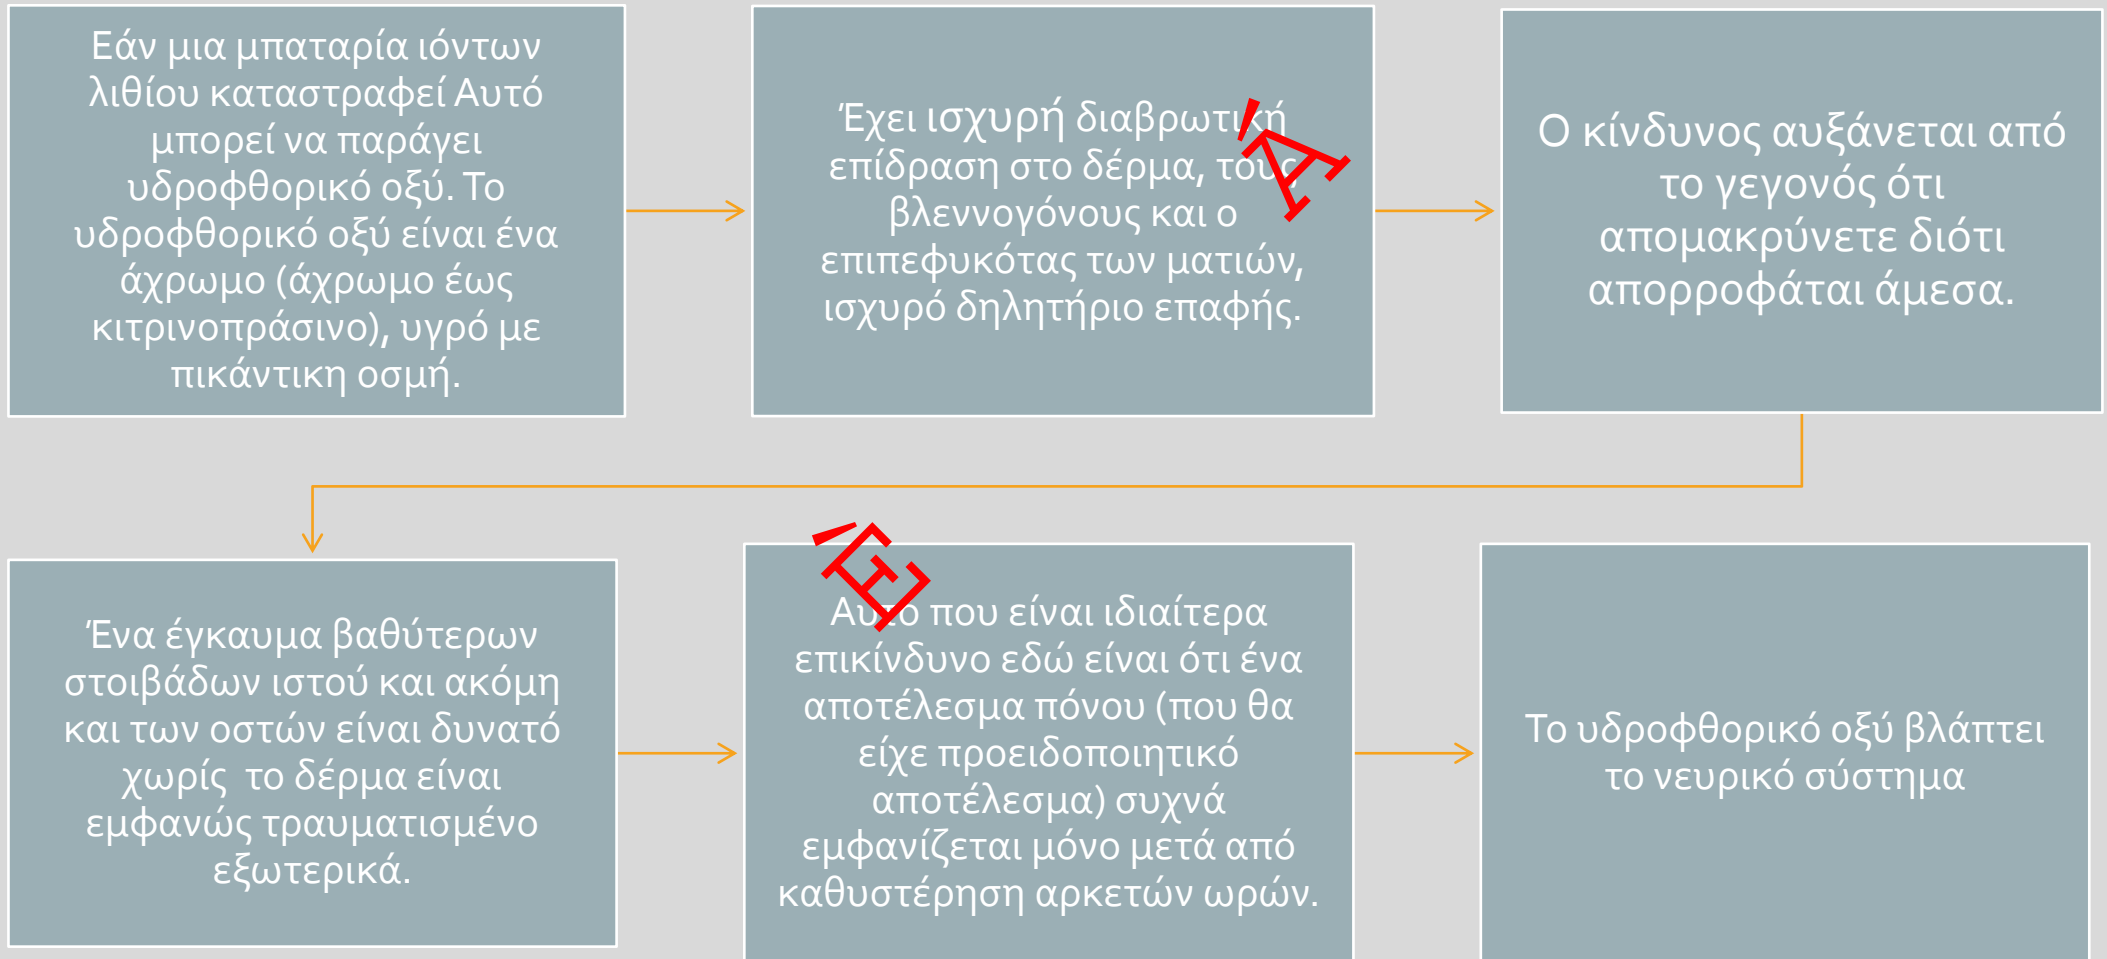 Εάν μια μπαταρία ιόντων
λιθίου καταστραφεί Αυτό
μπορεί να παράγει
υδροφθορικό οξύ. Το
υδροφθορικό οξύ είναι ένα
άχρωμο (άχρωμο έως
κιτρινοπράσινο), υγρό με
πικάντικη οσμή.
Έχει ισχυρή διαβρωτική
επίδραση στο δέρμα, τους
βλεννογόνους και ο
επιπεφυκότας των ματιών,
ισχυρό δηλητήριο επαφής.
Ά
Ο κίνδυνος αυξάνεται από
το γεγονός ότι
απομακρύνετε διότι
απορροφάται άμεσα.
Ένα έγκαυμα βαθύτερων
στοιβάδων ιστού και ακόμη
και των οστών είναι δυνατό
χωρίς  το δέρμα είναι
εμφανώς τραυματισμένο
εξωτερικά.
Έ
Αυτό που είναι ιδιαίτερα
επικίνδυνο εδώ είναι ότι ένα
αποτέλεσμα πόνου (που θα
είχε προειδοποιητικό
αποτέλεσμα) συχνά
εμφανίζεται μόνο μετά από
καθυστέρηση αρκετών ωρών.
Το υδροφθορικό οξύ βλάπτει
το νευρικό σύστημα